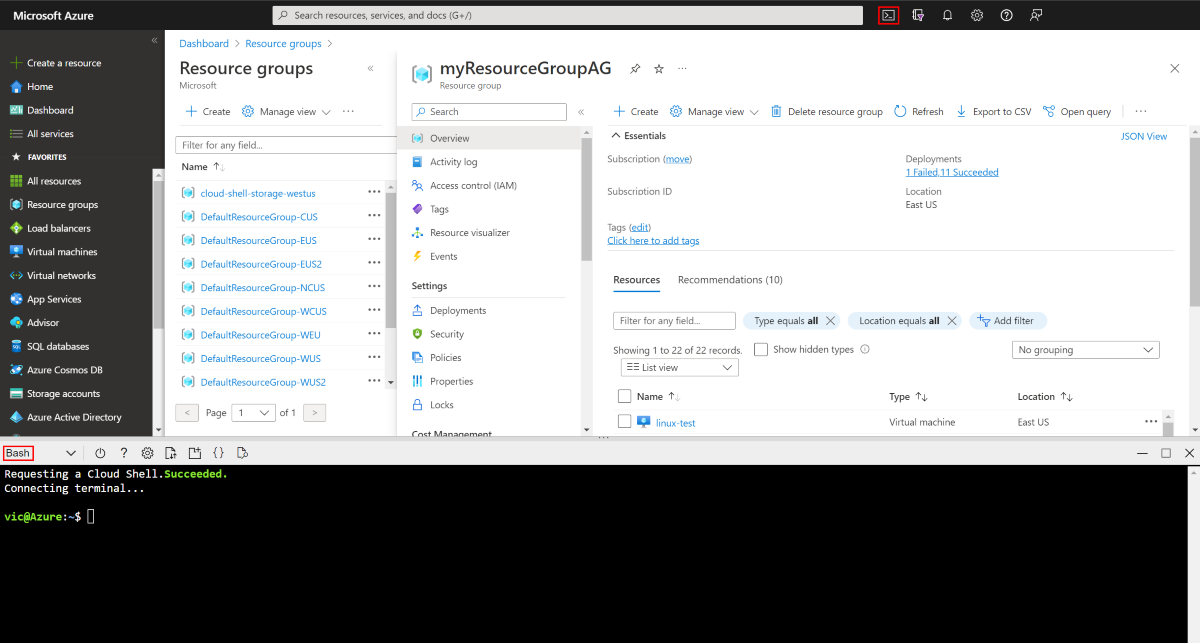 Microsoft Azure
Search resources, services, and docs (G+/)
Create a resource
Home
Dashboard
All services
FAVORITES
All resources
Resource groups
Load balancers
Virtual machines
Virtual networks
App Services
Advisor
SQL databases
Azure Cosmos DB
Storage accounts
Azure Active Directory
Dashboard > Resource groups >
Resource groups
Microsoft
Create Manage view ...
Filter for any field...
Name ↑↓
cloud-shell-storage-westus ...
DefaultResourceGroup-CUS ...
DefaultResourceGroup-EUS ...
DefaultResourceGroup-EUS2 ...
DefaultResourceGroup-NCUS ...
DefaultResourceGroup-WCUS ...
DefaultResourceGroup-WEU ...
DefaultResourceGroup-WUS ...
DefaultResourceGroup-WUS2 ...
< Page 1 of 1 >
myResourceGroupAG ...
Resource group
Search
Overview
Activity log
Access control (IAM)
Tags
Resource visualizer
Events
Settings
Deployments
Security
Policies
Properties
Locks
Cost Management
Create Manage view Delete resource group Refresh Export to CSV Open query ...
Essentials JSON View
Subscription (move)
Subscription ID
Deployments
1 Failed,11 Succeeded
Location
East US
Tags (edit)
Click here to add tags
Resources Recommendations (10)
Filter for any field... Type equals all Location equals all Add filter
Showing 1 to 22 of 22 records. Show hidden types No grouping
List view
Name ↑↓ Type ↑↓ Location ↑↓
linux-test Virtual machine East US ...
Bash
Requesting a Cloud Shell.Succeeded.
Connecting terminal...
vic@Azure:~$